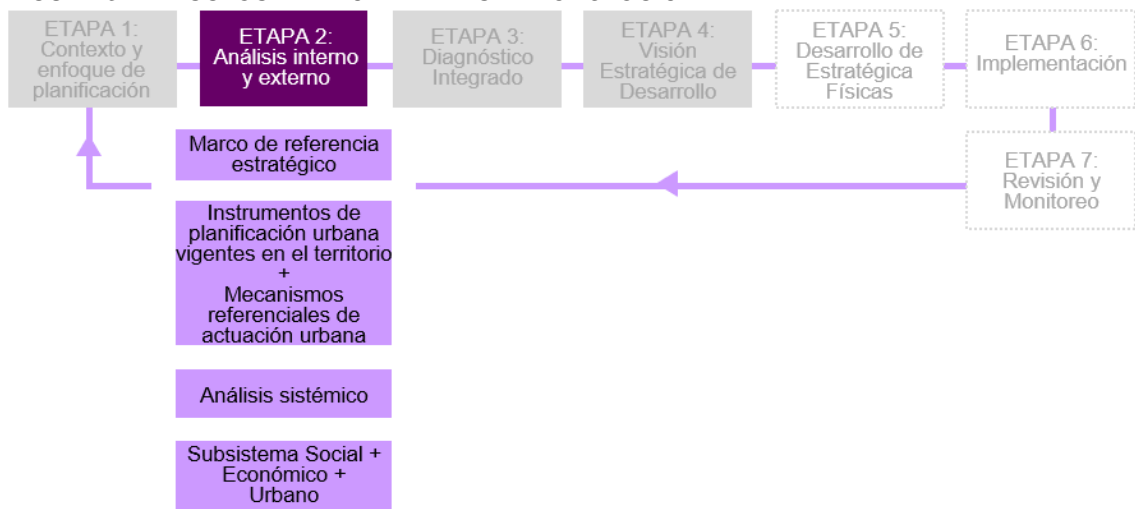 ETAPA 1:
Contexto y
enfoque de
planificación
ETAPA 2:
Análisis interno
y externo
ETAPA 3:
Diagnóstico
Integrado
ETAPA 4:
Visión
Estratégica de
Desarrollo
ETAPA 5:
Desarrollo de
Estratégica
Físicas
ETAPA 6:
Implementación
ETAPA 7:
Revisión y
Monitoreo
Marco de referencia
estratégico
Instrumentos de
planificación urbana
vigentes en el territorio
+
Mecanismos
referenciales de
actuación urbana
Análisis sistémico
Subsistema Social +
Económico +
Urbano